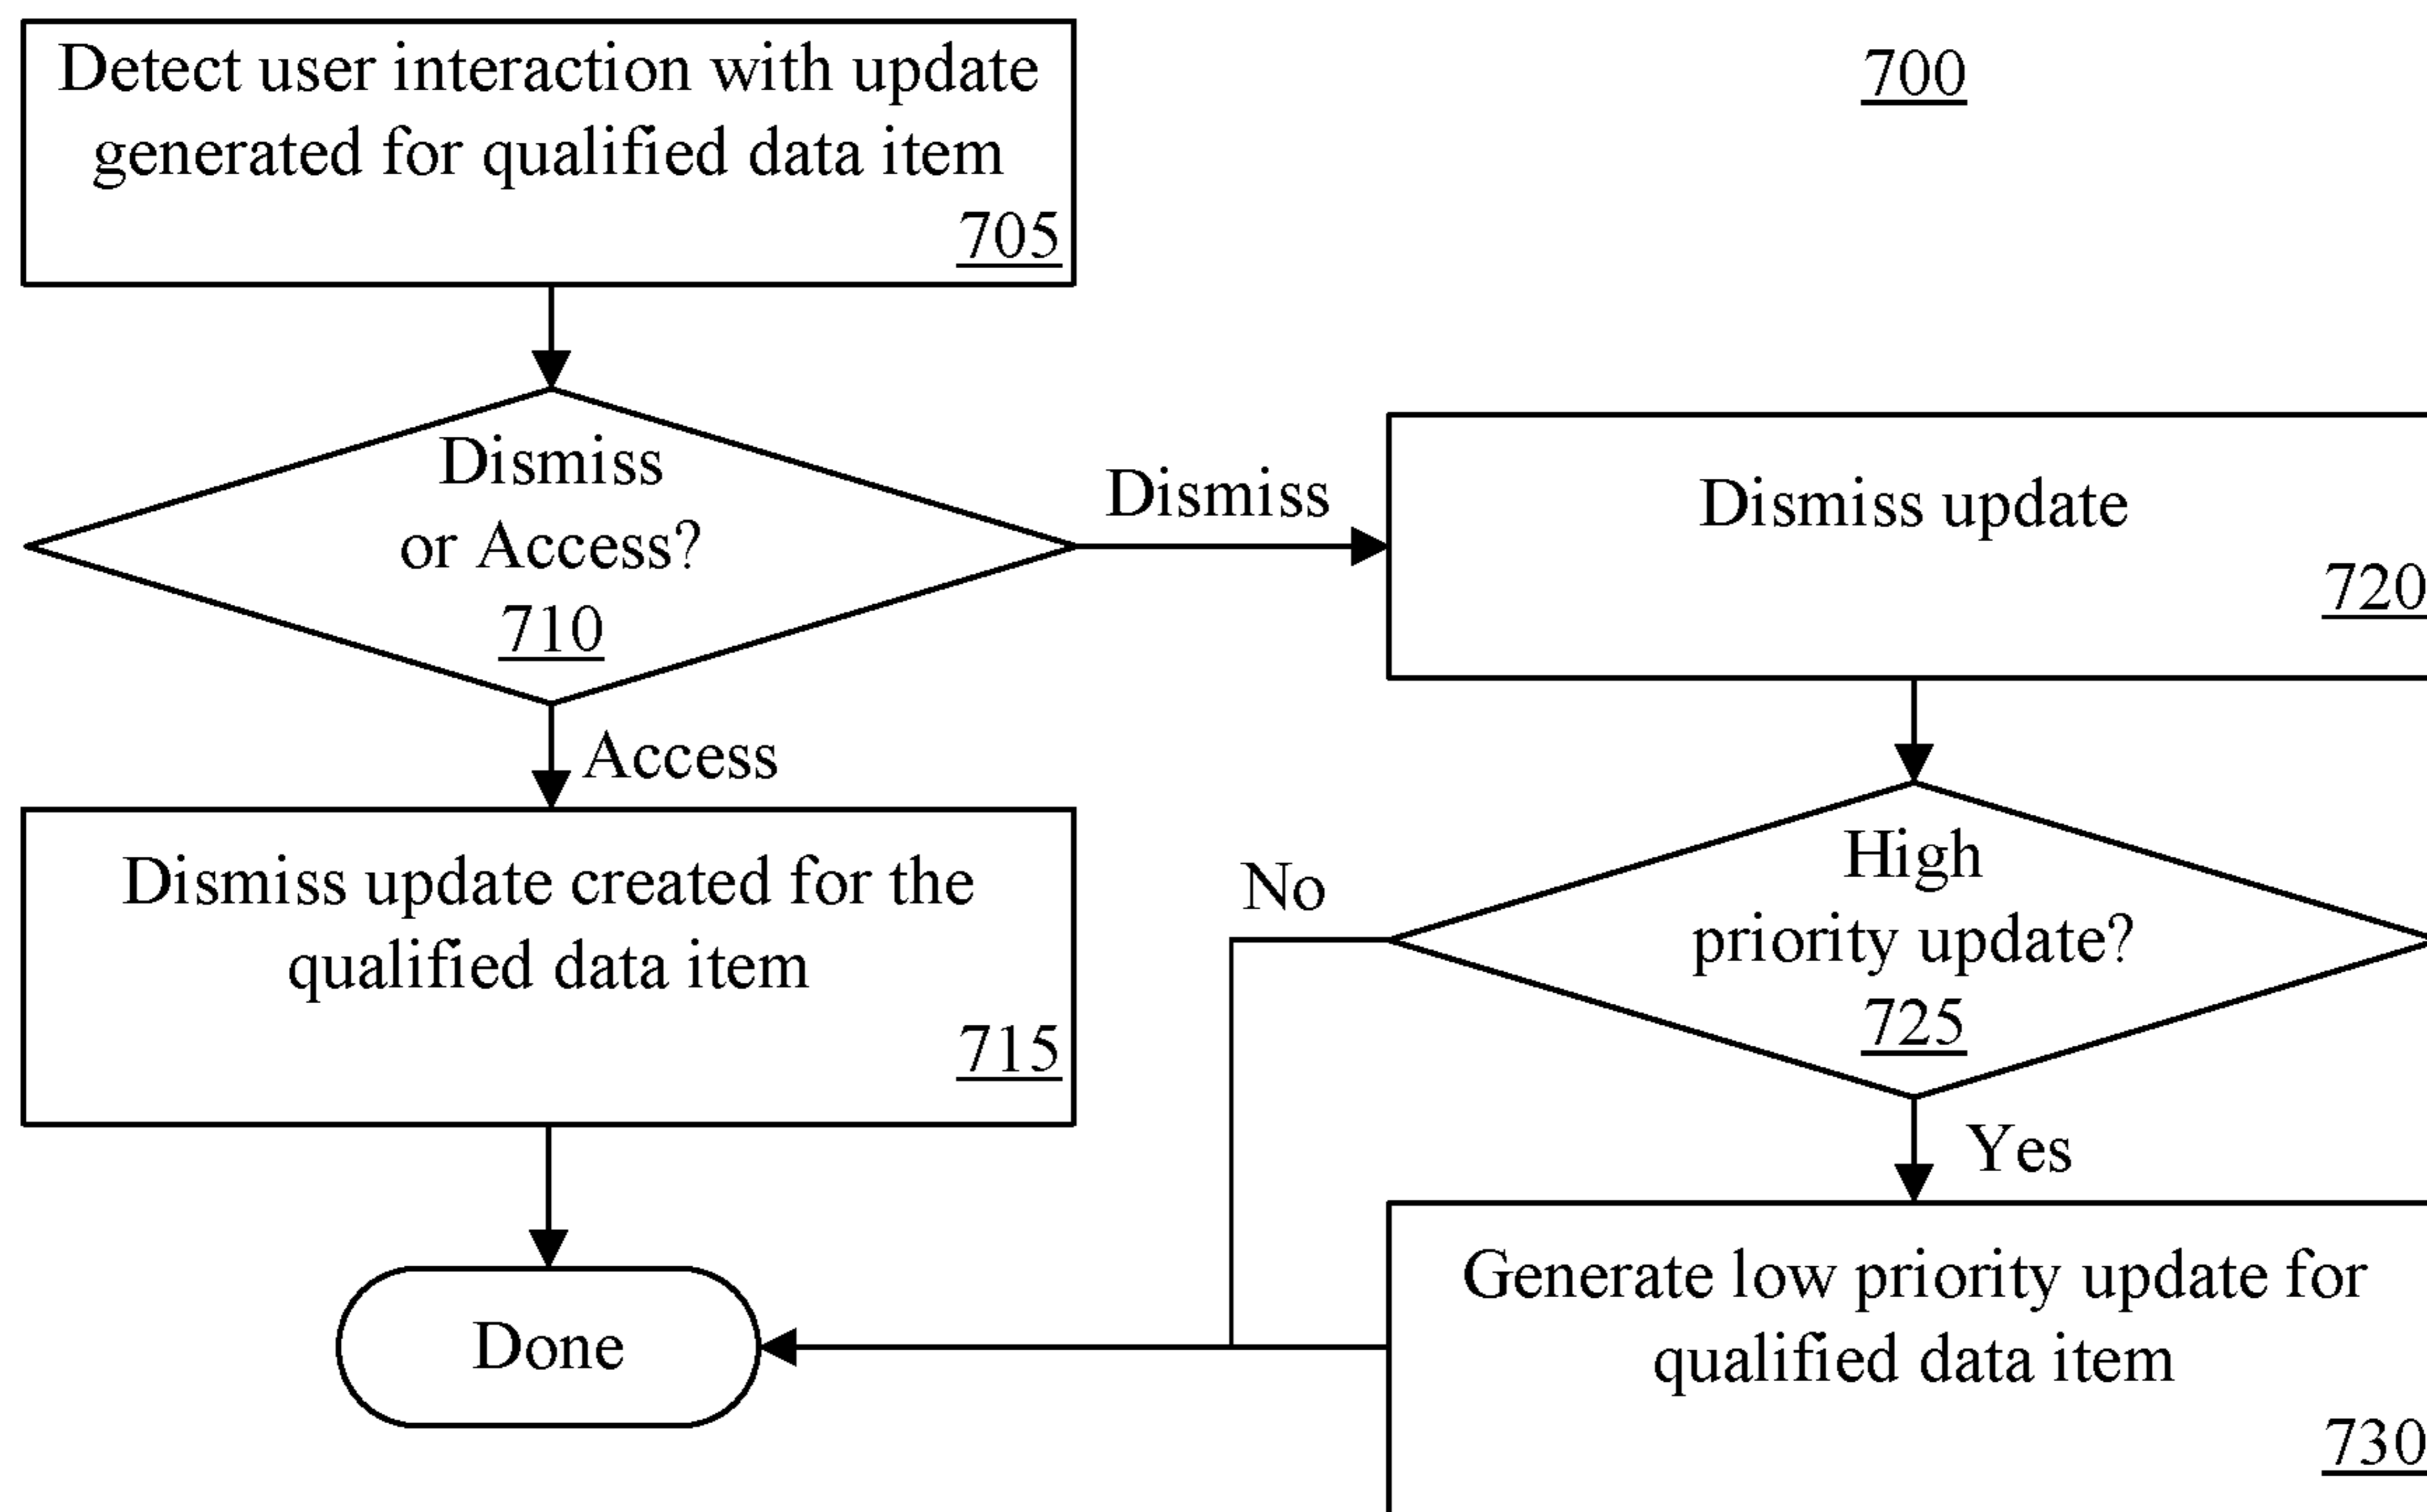 Detect user interaction with update
generated for qualified data item
705
700
Dismiss
or Access?
710
Dismiss
Dismiss update
720
Access
Dismiss update created for the
qualified data item
715
High
priority update?
725
No
Yes
Generate low priority update for
qualified data item
730
Done